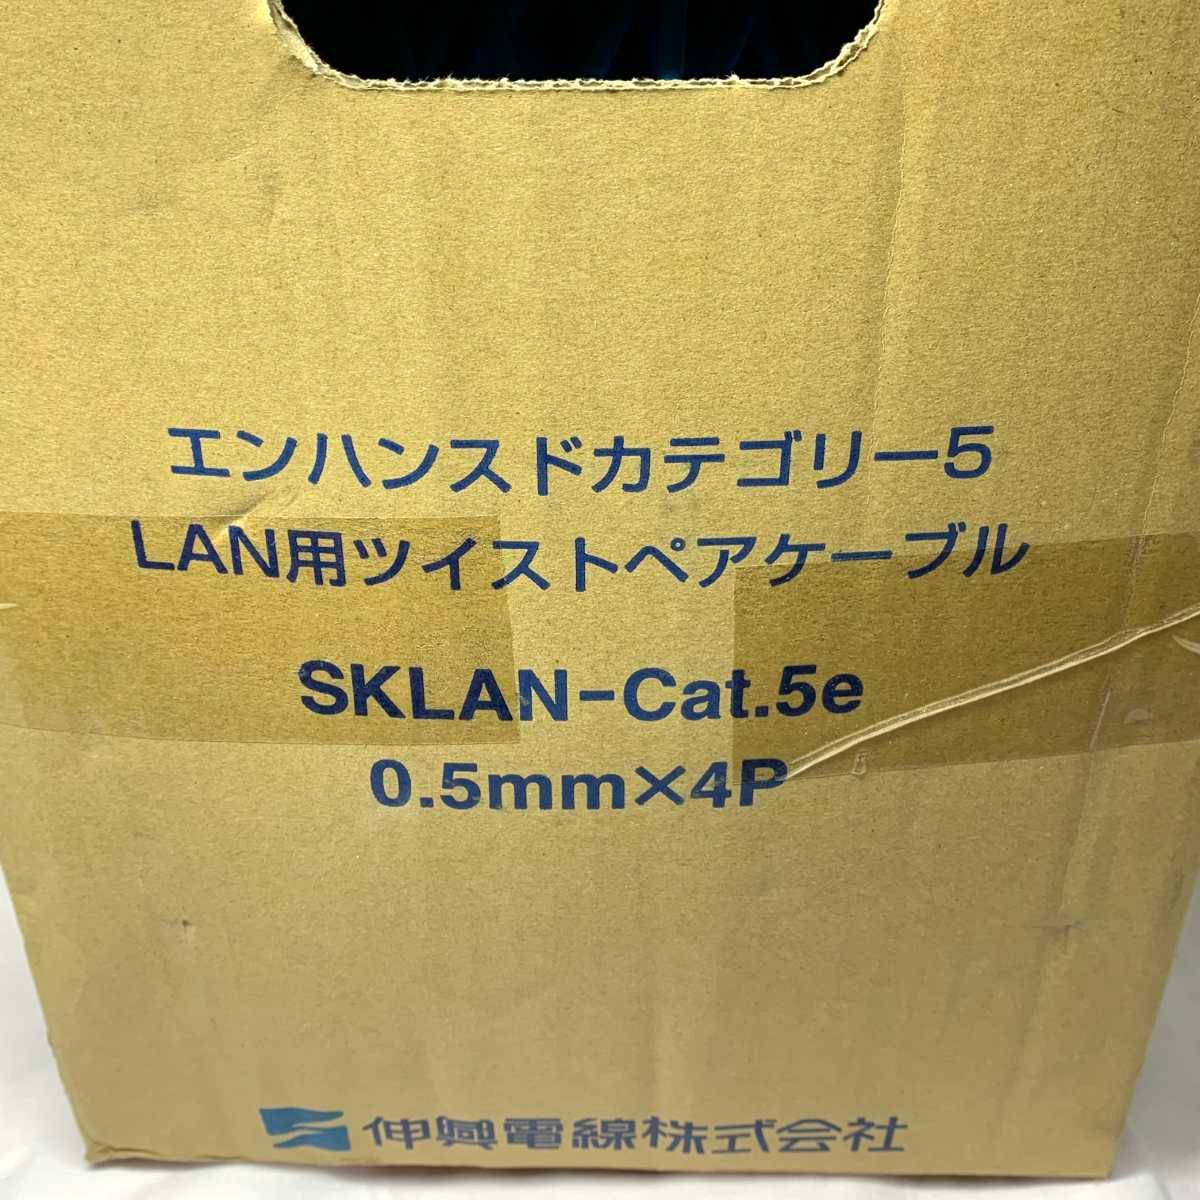 エンハンスドカテゴリー5
LAN用ツイストペアケーブル
SKLAN-Cat.5e
0.5mm×4P
伸興電線株式会社